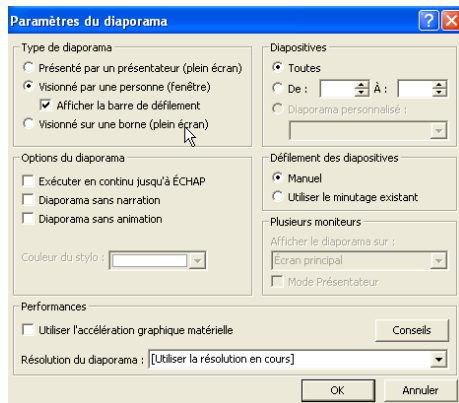 Paramètres du diaporama
Type de diaporama
Présenté par un présentateur (plein écran)
Visionné par une personne (fenêtre)
Afficher la barre de défilement
Visionné sur une borne (plein écran)
Diapositives
Toutes
De : À :
Diaporama personnalisé :
Options du diaporama
Exécuter en continu jusqu'à ÉCHAP
Diaporama sans narration
Diaporama sans animation
Couleur du stylo :
Défilement des diapositives
Manuel
Utiliser le minutage existant
Plusieurs moniteurs
Afficher le diaporama sur :
Écran principal
Mode Présentateur
Performances
Utiliser l'accélération graphique matérielle
Conseils
Résolution du diaporama : [Utiliser la résolution en cours]
OK Annuler